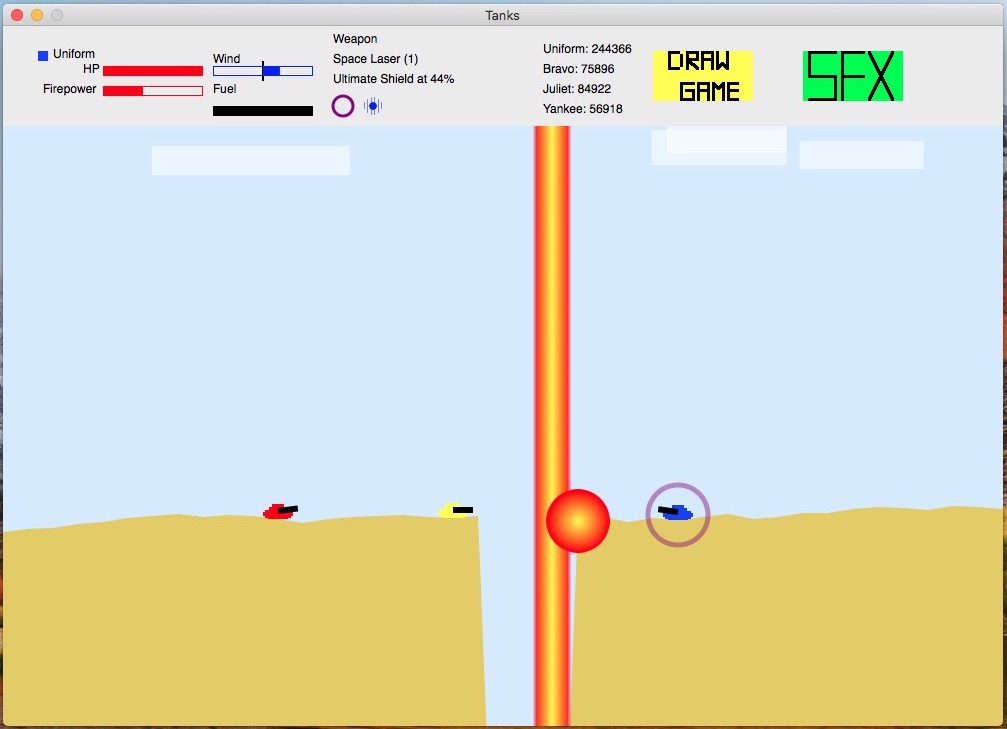 Tanks
Uniform
HP
Firepower
Wind
Fuel
Weapon
Space Laser (1)
Ultimate Shield at 44%
Uniform: 244366
Bravo: 75896
Juliet: 84922
Yankee: 56918
DRAW
GAME
SFX